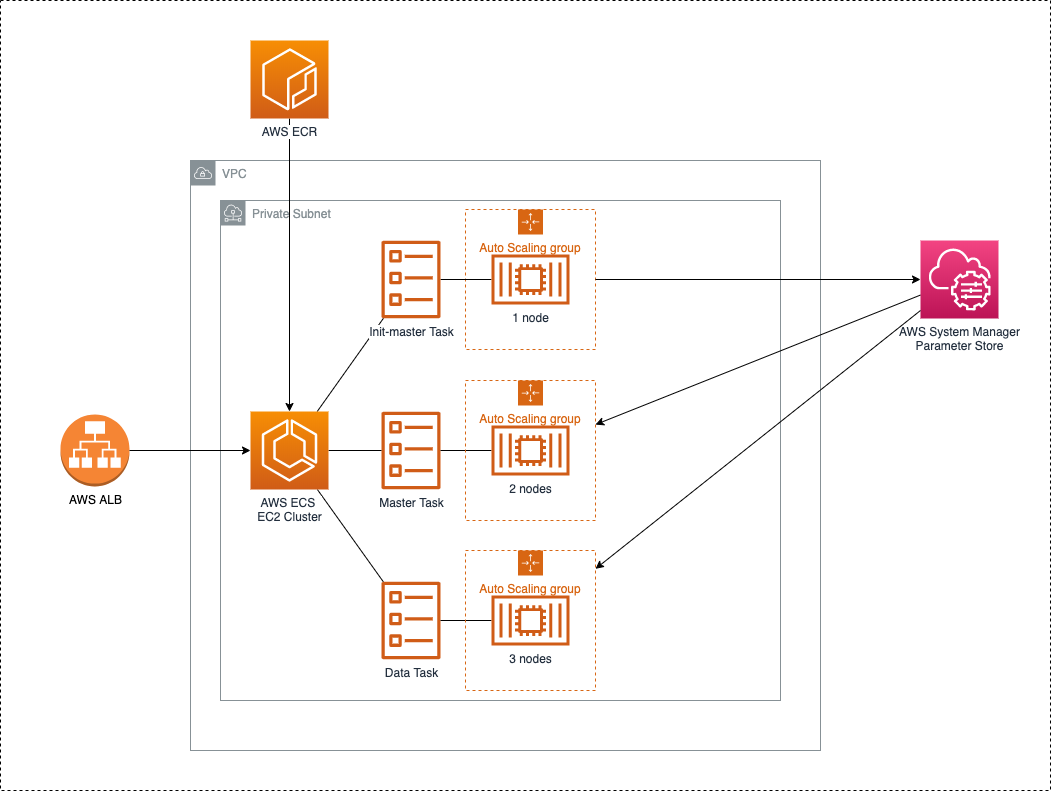 AWS ECR
VPC
Private Subnet
Auto Scaling group
1 node
Init-master Task
AWS System Manager
Parameter Store
Auto Scaling group
2 nodes
Master Task
AWS ALB
AWS ECS
EC2 Cluster
Auto Scaling group
3 nodes
Data Task